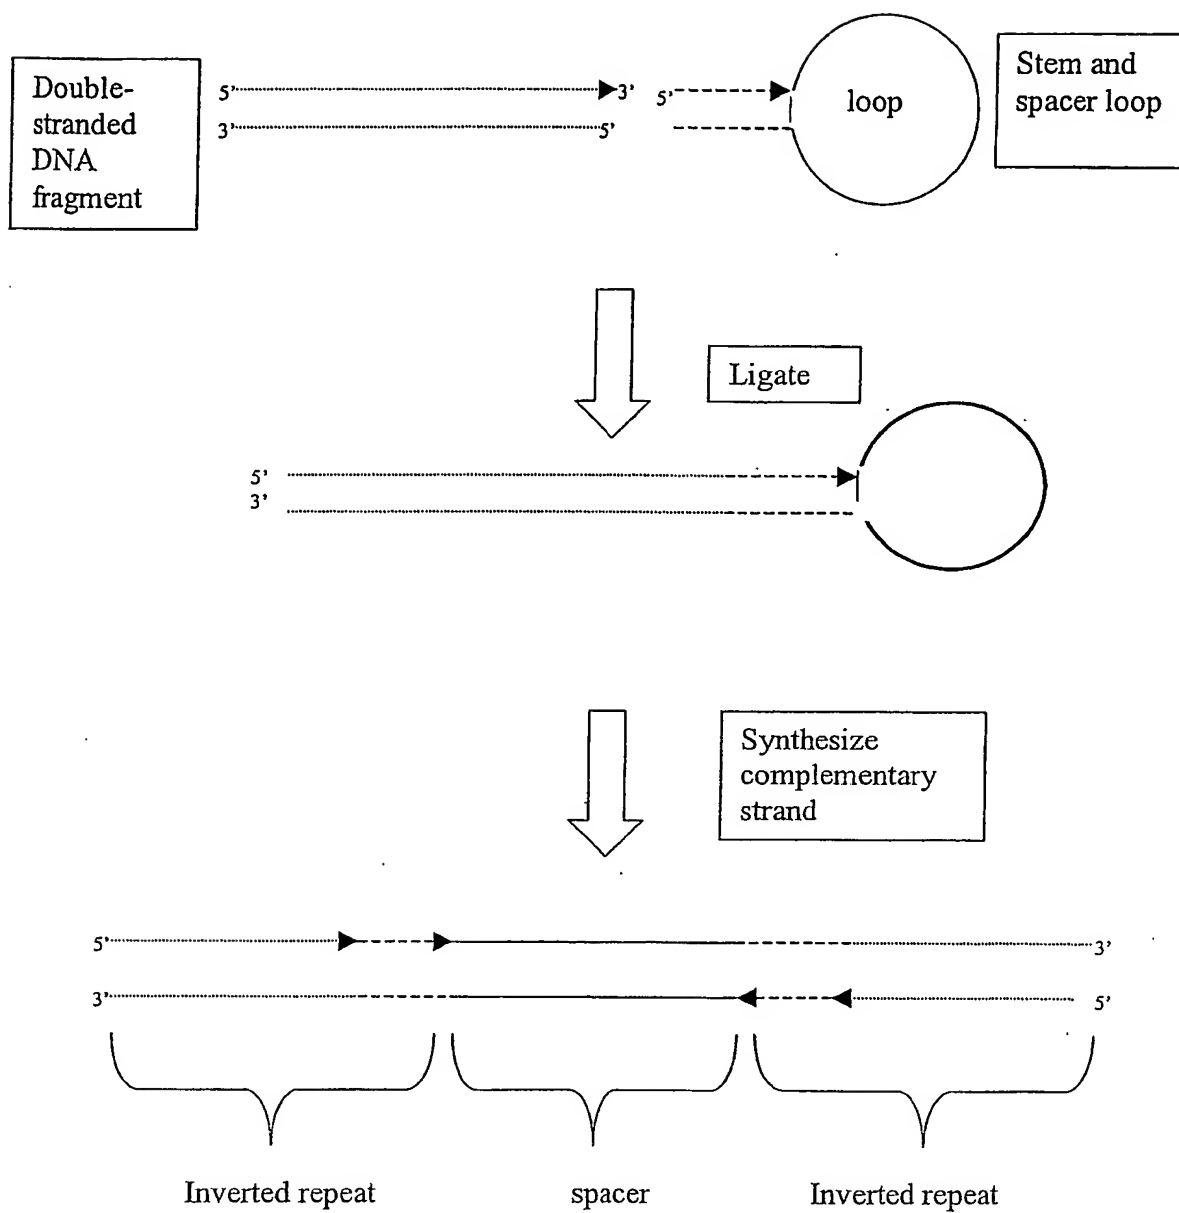 Double-
stranded
DNA
fragment
5' 3' 5'
3' 5'
loop
Stem and
spacer loop
Ligate
5'
3'
Synthesize
complementary
strand
5' 3'
3' 5'
Inverted repeat spacer Inverted repeat